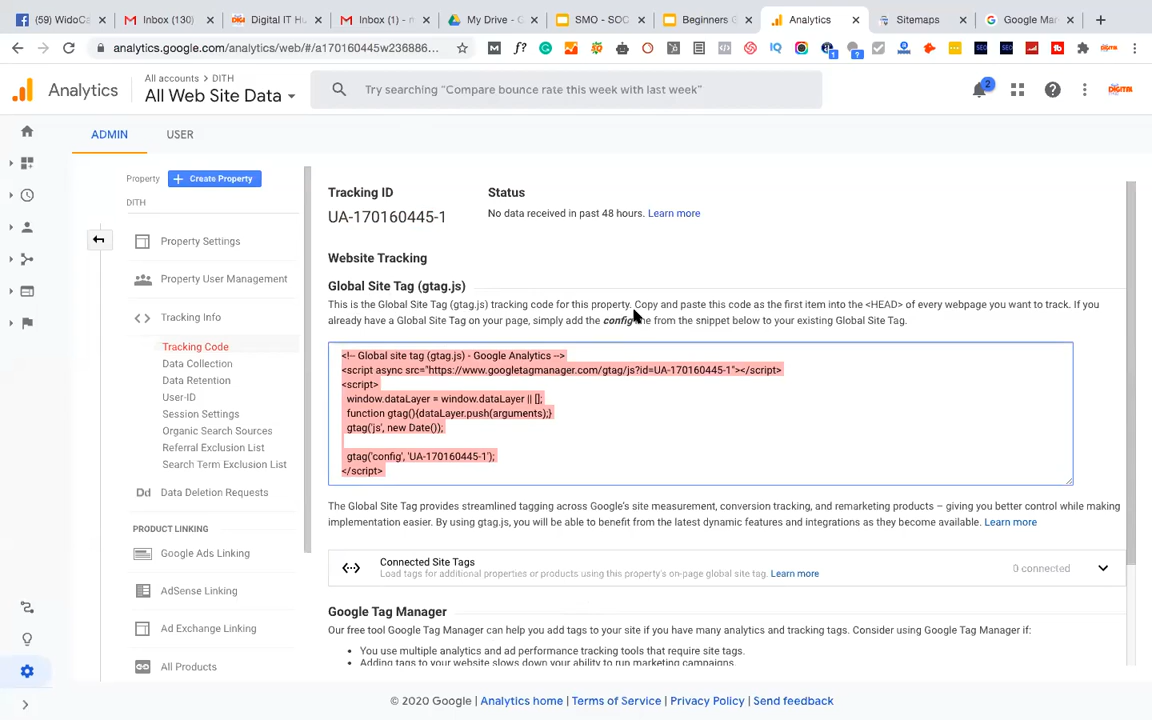 (59) WidoC
Inbox (130)
Digital IT H
Inbox (1) - r
My Drive - G
SMO - SOC
Beginners G
Analytics
Sitemaps
Google Mar
analytics.google.com/analytics/web/#/a170160445w236886...
Analytics
All accounts > DITH
All Web Site Data
Try searching "Compare bounce rate this week with last week"
2
DIGITAL
ADMIN
USER
Property
Create Property
DITH
Property Settings
Property User Management
Tracking Info
Tracking Code
Data Collection
Data Retention
User-ID
Session Settings
Organic Search Sources
Referral Exclusion List
Search Term Exclusion List
Dd Data Deletion Requests
PRODUCT LINKING
Google Ads Linking
AdSense Linking
Ad Exchange Linking
All Products
Tracking ID
UA-170160445-1
Status
No data received in past 48 hours. Learn more
Website Tracking
Global Site Tag (gtag.js)
This is the Global Site Tag (gtag.js) tracking code for this property. Copy and paste this code as the first item into the <HEAD> of every webpage you want to track. If you
already have a Global Site Tag on your page, simply add the config line from the snippet below to your existing Global Site Tag.
<!-- Global site tag (gtag.js) - Google Analytics -->
<script async src="https://www.googletagmanager.com/gtag/js?id=UA-170160445-1"></script>
<script>
window.dataLayer = window.dataLayer || [];
function gtag(){dataLayer.push(arguments);}
gtag('js', new Date());
gtag('config', 'UA-170160445-1');
</script>
The Global Site Tag provides streamlined tagging across Google's site measurement, conversion tracking, and remarketing products – giving you better control while making
implementation easier. By using gtag.js, you will be able to benefit from the latest dynamic features and integrations as they become available. Learn more
Connected Site Tags
Load tags for additional properties or products using this property's on-page global site tag. Learn more
0 connected
Google Tag Manager
Our free tool Google Tag Manager can help you add tags to your site if you have many analytics and tracking tags. Consider using Google Tag Manager if:
• You use multiple analytics and ad performance tracking tools that require site tags.
• Adding tags to your website slows down your ability to run marketing campaigns.
© 2020 Google | Analytics home | Terms of Service | Privacy Policy | Send feedback